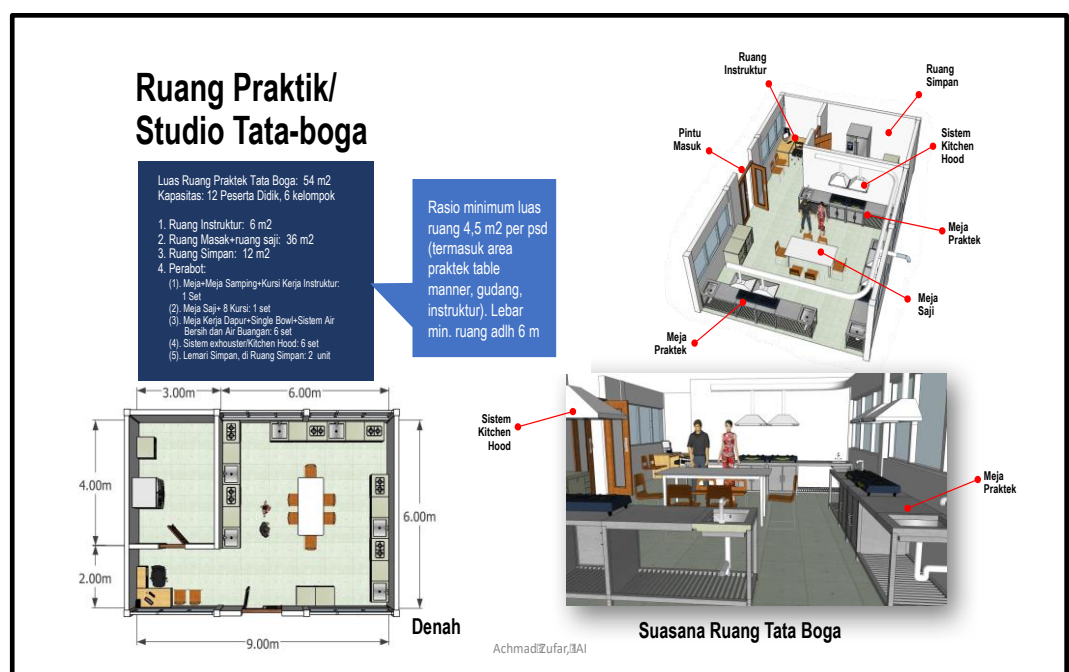 Ruang Praktik/
Studio Tata-boga
Luas Ruang Praktek Tata Boga: 54 m2
Kapasitas: 12 Peserta Didik, 6 kelompok
1. Ruang Instruktur: 6 m2
2. Ruang Masak+ruang saji: 36 m2
3. Ruang Simpan: 12 m2
4. Perabot:
(1). Meja+Meja Samping+Kursi Kerja Instruktur:
1 Set
(2). Meja Saji+ 8 Kursi: 1 set
(3). Meja Kerja Dapur+Single Bowl+Sistem Air
Bersih dan Air Buangan: 6 set
(4). Sistem exhouster/Kitchen Hood: 6 set
(5). Lemari Simpan, di Ruang Simpan: 2 unit
Rasio minimum luas
ruang 4,5 m2 per psd
(termasuk area
praktek table
manner, gudang,
instruktur). Lebar
min. ruang adlh 6 m
Ruang
Instruktur
Ruang
Simpan
Pintu
Masuk
Sistem
Kitchen
Hood
Meja
Praktek
Meja
Saji
Meja
Praktek
3.00m
6.00m
4.00m
6.00m
2.00m
9.00m
Denah
Sistem
Kitchen
Hood
Meja
Praktek
Suasana Ruang Tata Boga
Achmad Zufar, IAI